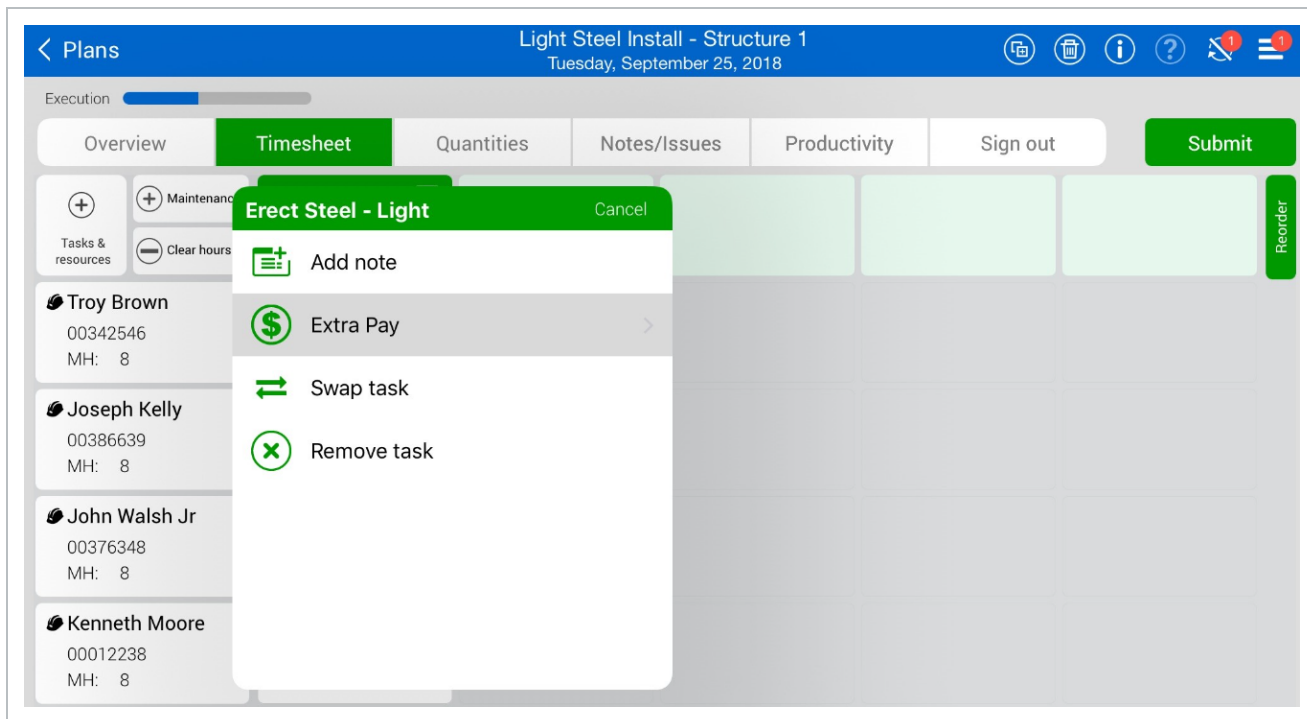 Plans
Light Steel Install - Structure 1
Tuesday, September 25, 2018
1
1
Execution
Overview
Timesheet
Quantities
Notes/Issues
Productivity
Sign out
Submit
Tasks &
resources
Maintenanc
Clear hours
Reorder
Erect Steel - Light
Cancel
Add note
Extra Pay
Swap task
Remove task
Troy Brown
00342546
MH: 8
Joseph Kelly
00386639
MH: 8
John Walsh Jr
00376348
MH: 8
Kenneth Moore
00012238
MH: 8